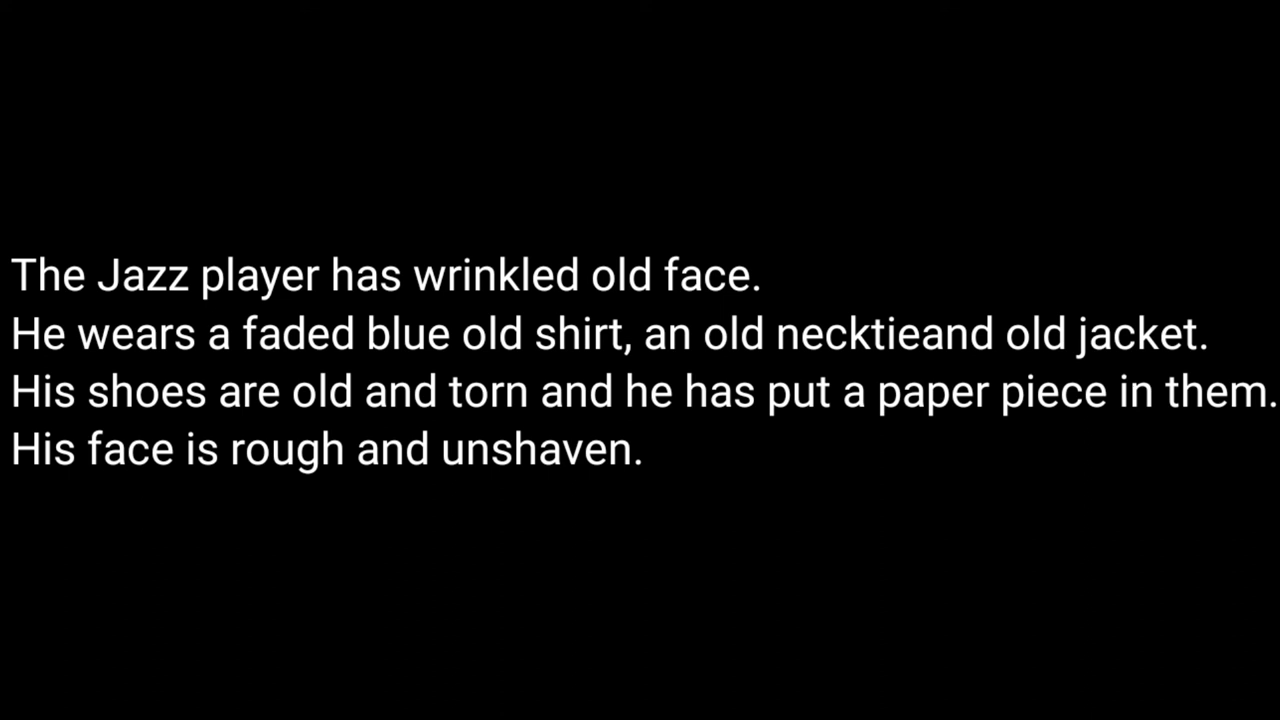 The Jazz player has wrinkled old face.
He wears a faded blue old shirt, an old necktieand old jacket.
His shoes are old and torn and he has put a paper piece in them.
His face is rough and unshaven.